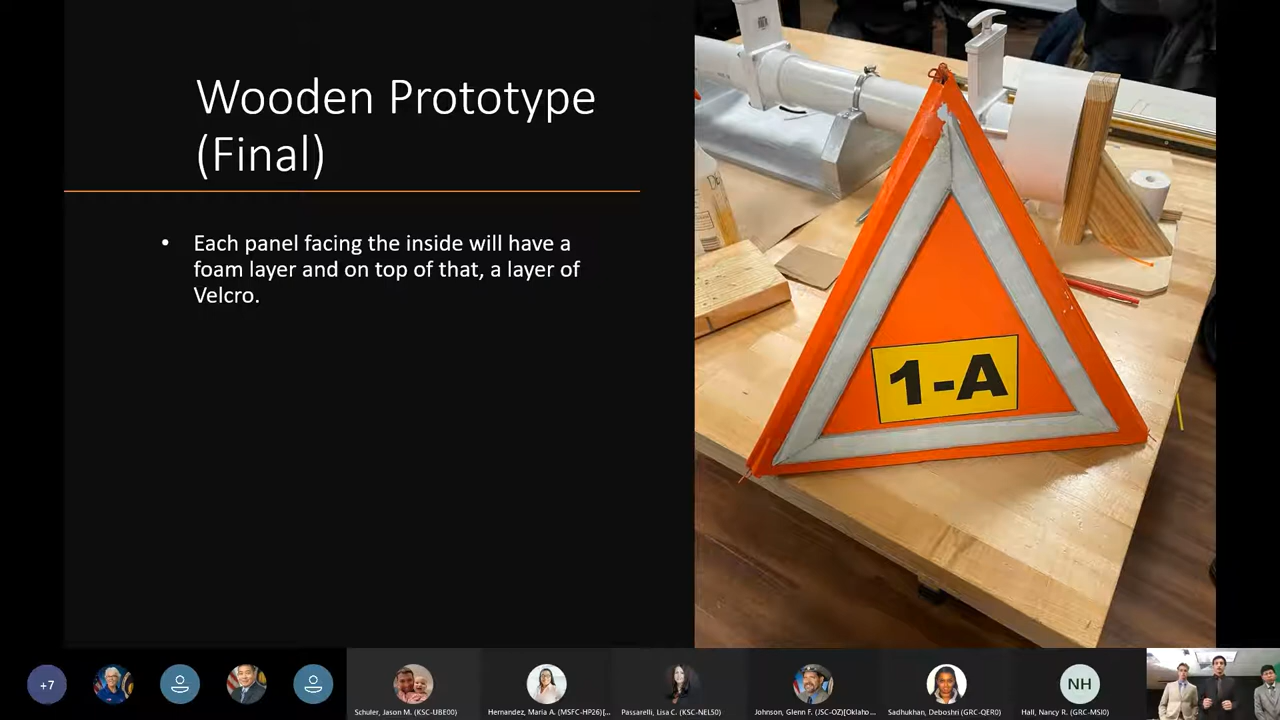 Wooden Prototype
(Final)
• Each panel facing the inside will have a
foam layer and on top of that, a layer of
Velcro.
1-A
+7
Schuler, Jason M. (KSC-UBE00)
Hernandez, Maria A. (MSFC-HP26)[...
Passarelli, Lisa C. (KSC-NEL50)
Johnson, Glenn F. (JSC-OZ)[Oklaho...
Sadhukhan, Deboshri (GRC-QER0)
NH
Hall, Nancy R. (GRC-MSI0)